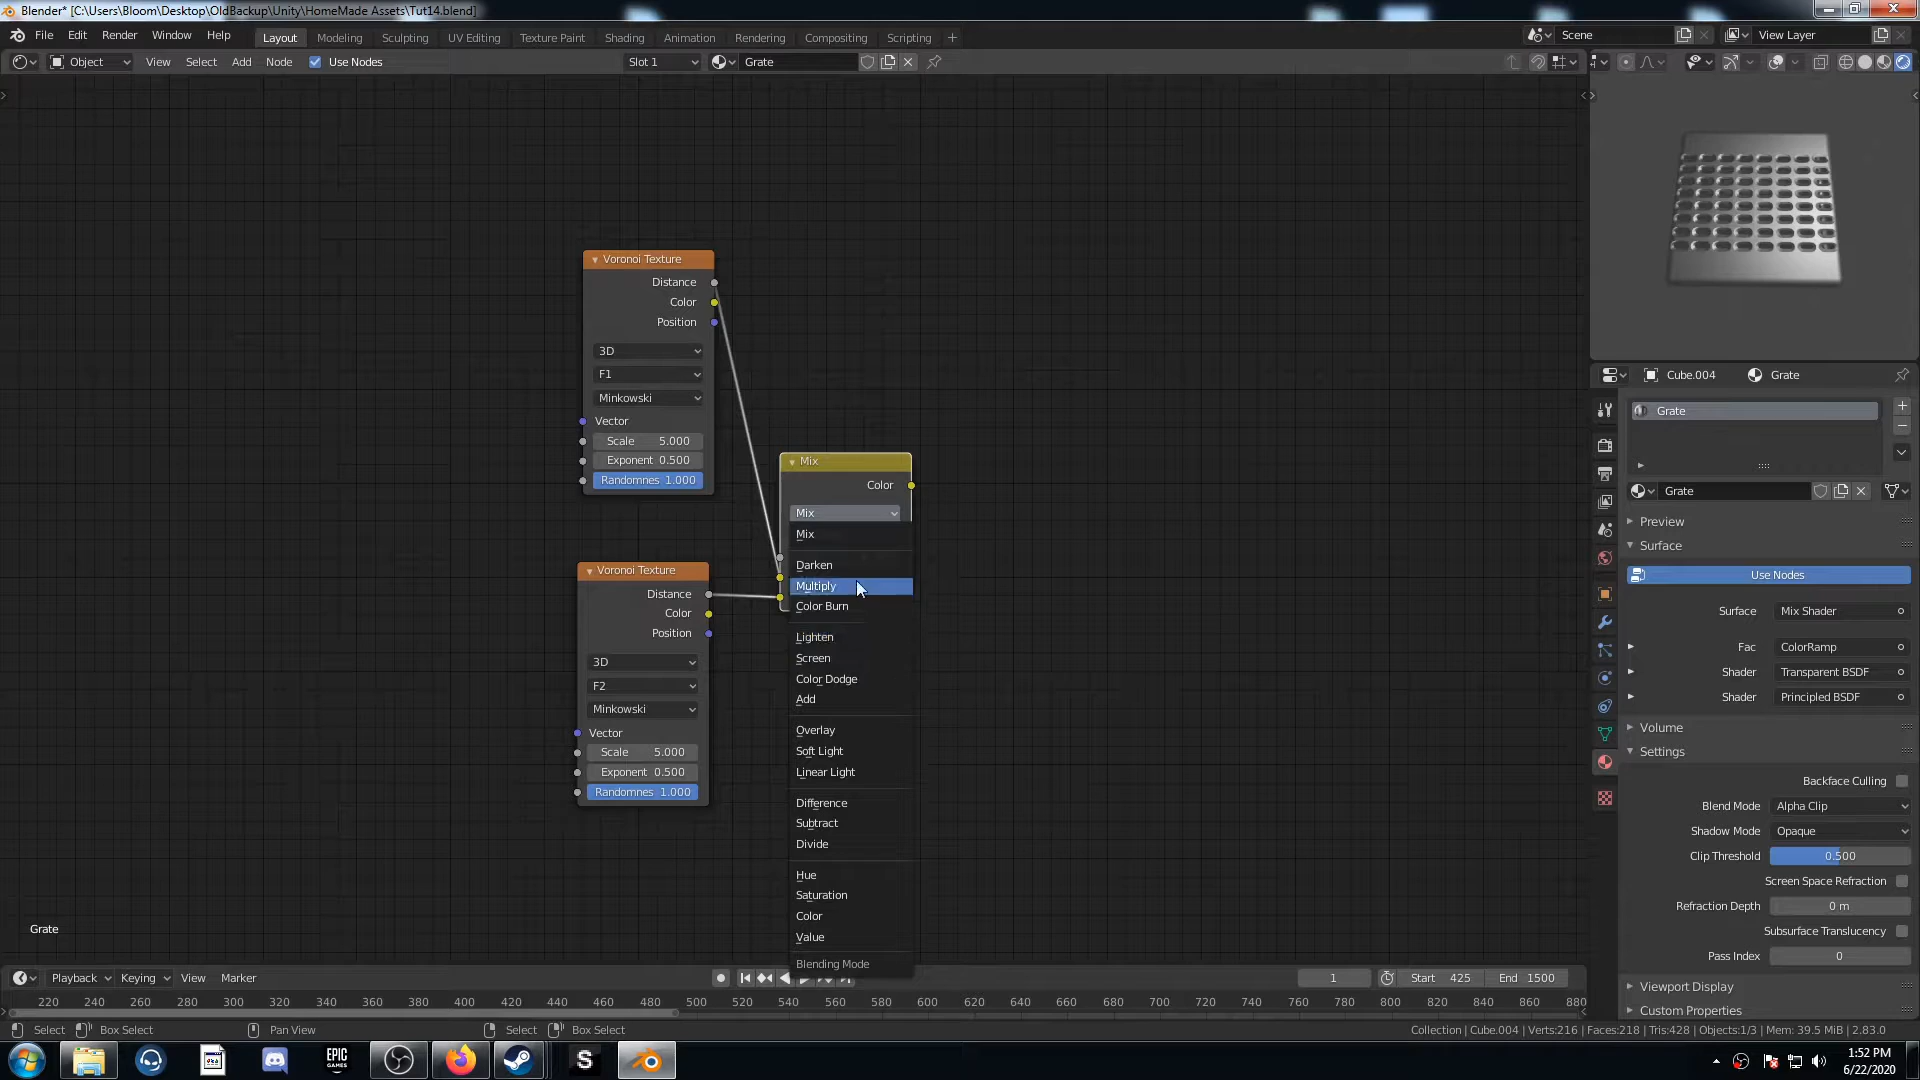 Blender* [C:\Users\Bloom\Desktop\OldBackup\Unity\HomeMade Assets\Tut14.blend]
File Edit Render Window Help Layout Modeling Sculpting UV Editing Texture Paint Shading Animation Rendering Compositing Scripting + Scene View Layer
Object View Select Add Node Use Nodes Slot 1 Grate
Voronoi Texture
Distance
Color
Position
3D
F1
Minkowski
Vector
Scale 5.000
Exponent 0.500
Randomnes 1.000
Mix
Color
Mix
Mix
Darken
Multiply
Color Burn
Lighten
Screen
Color Dodge
Add
Overlay
Soft Light
Linear Light
Difference
Subtract
Divide
Hue
Saturation
Color
Value
Blending Mode
Voronoi Texture
Distance
Color
Position
3D
F2
Minkowski
Vector
Scale 5.000
Exponent 0.500
Randomnes 1.000
Grate
Cube.004 Grate
Grate
Grate
Preview
Surface
Use Nodes
Surface Mix Shader
Fac ColorRamp
Shader Transparent BSDF
Shader Principled BSDF
Volume
Settings
Backface Culling
Blend Mode Alpha Clip
Shadow Mode Opaque
Clip Threshold 0.500
Screen Space Refraction
Refraction Depth 0 m
Subsurface Translucency
Pass Index 0
Viewport Display
Custom Properties
Playback Keying View Marker 1 Start 425 End 1500
220 240 260 280 300 320 340 360 380 400 420 440 460 480 500 520 540 560 580 600 620 640 660 680 700 720 740 760 780 800 820 840 860 880
Select Box Select Pan View Select Box Select Collection | Cube.004 | Verts:216 | Faces:218 | Tris:428 | Objects:1/3 | Mem: 39.5 MiB | 2.83.0
EPIC GAMES S 1:52 PM
6/22/2020